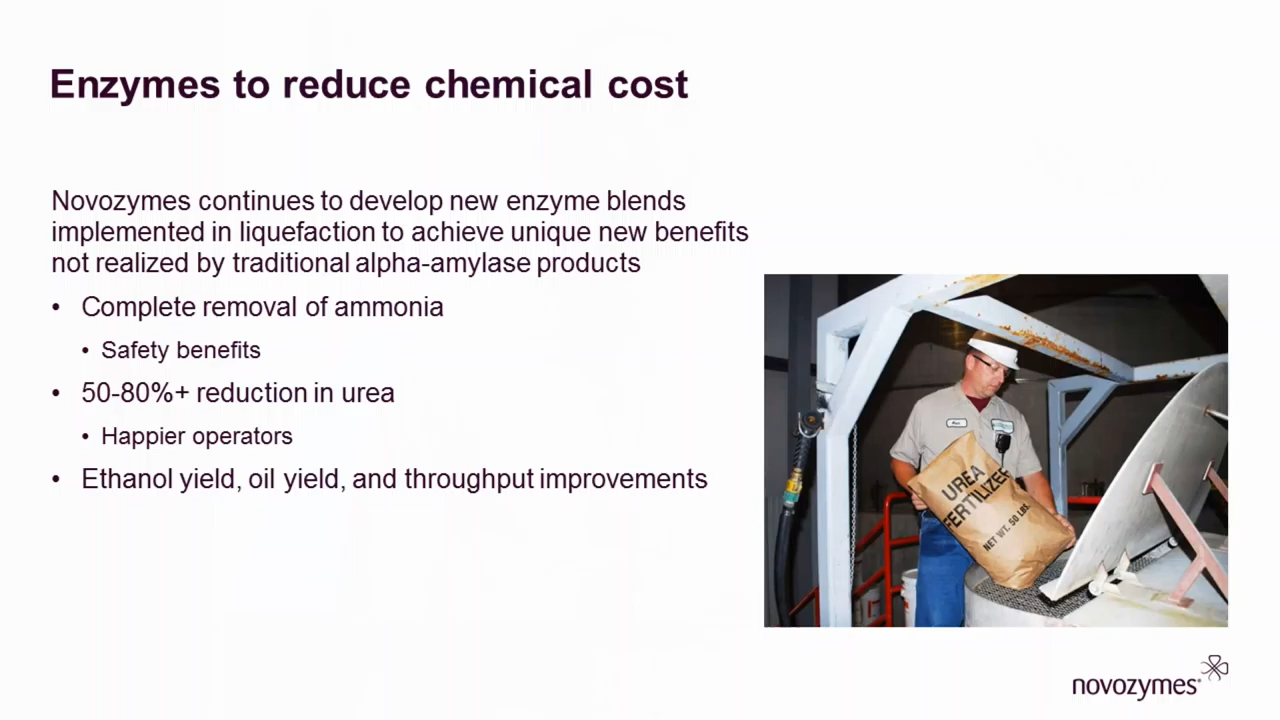 Enzymes to reduce chemical cost
Novozymes continues to develop new enzyme blends
implemented in liquefaction to achieve unique new benefits
not realized by traditional alpha-amylase products
• Complete removal of ammonia
• Safety benefits
• 50-80%+ reduction in urea
• Happier operators
• Ethanol yield, oil yield, and throughput improvements
UREA
FERTILIZER
NET WT. 50 LBS.
novozymes